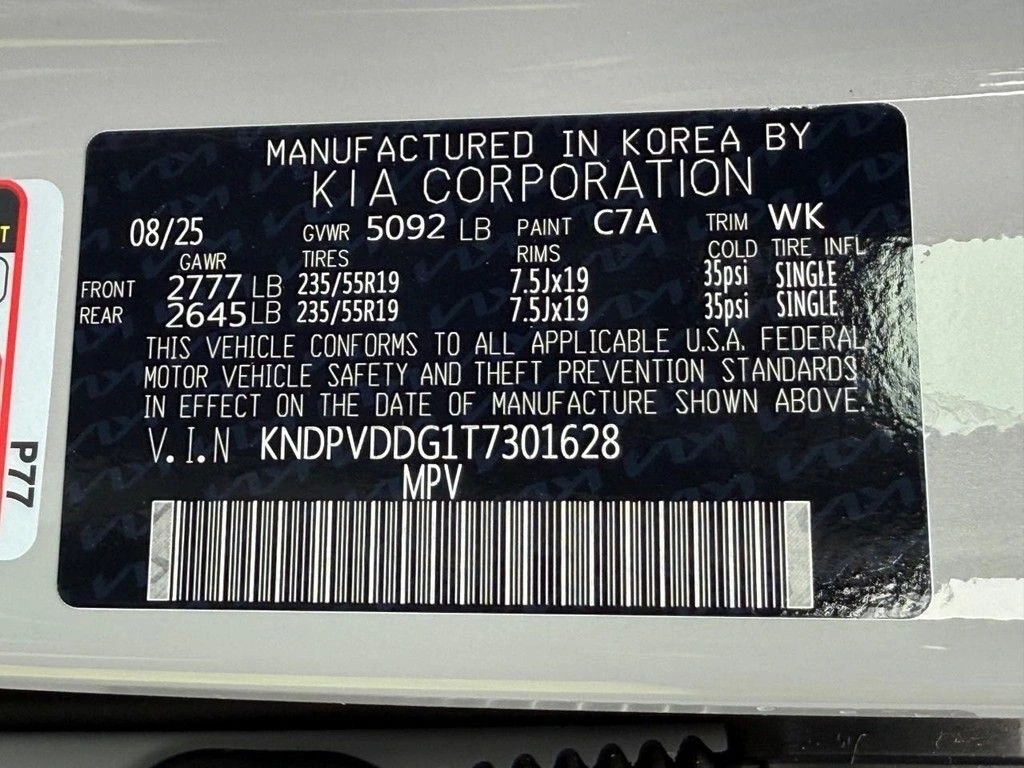 MANUFACTURED IN KOREA BY
KIA CORPORATION
08/25 GVWR 5092 LB PAINT C7A TRIM WK
GAWR TIRES RIMS COLD TIRE INFL
FRONT 2777 LB 235/55R19 7.5Jx19 35psi SINGLE
REAR 2645 LB 235/55R19 7.5Jx19 35psi SINGLE
THIS VEHICLE CONFORMS TO ALL APPLICABLE U.S.A. FEDERAL
MOTOR VEHICLE SAFETY AND THEFT PREVENTION STANDARDS
IN EFFECT ON THE DATE OF MANUFACTURE SHOWN ABOVE.
V.I.N KNDPVDDG1T7301628
MPV
P77